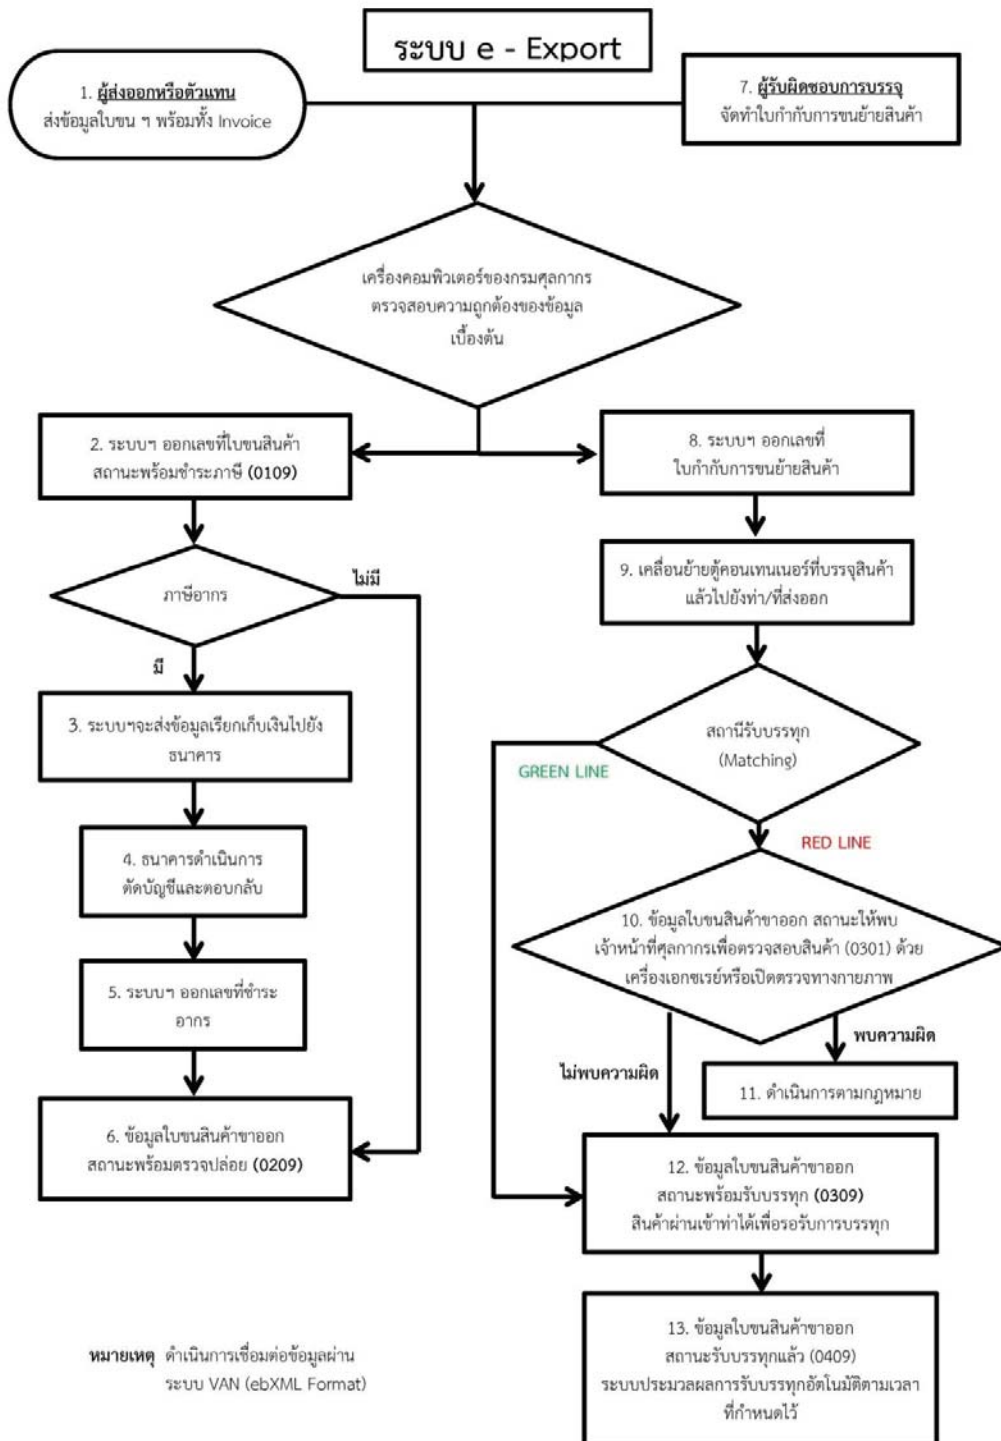 ระบบ e - Export
1. ผู้ส่งออกหรือตัวแทน
ส่งข้อมูลใบขน ฯ พร้อมทั้ง Invoice
7. ผู้รับผิดชอบการบรรจุ
จัดทำใบกำกับการขนย้ายสินค้า
เครื่องคอมพิวเตอร์ของกรมศุลกากร
ตรวจสอบความถูกต้องของข้อมูล
เบื้องต้น
2. ระบบฯ ออกเลขที่ใบขนสินค้า
สถานะพร้อมชำระภาษี (0109)
ภาษีอากร
ไม่มี
มี
3. ระบบฯจะส่งข้อมูลเรียกเก็บเงินไปยัง
ธนาคาร
4. ธนาคารดำเนินการ
ตัดบัญชีและตอบกลับ
5. ระบบฯ ออกเลขที่ชำระ
อากร
6. ข้อมูลใบขนสินค้าขาออก
สถานะพร้อมตรวจปล่อย (0209)
8. ระบบฯ ออกเลขที่
ใบกำกับการขนย้ายสินค้า
9. เคลื่อนย้ายตู้คอนเทนเนอร์ที่บรรจุสินค้า
แล้วไปยังท่า/ที่ส่งออก
สถานีรับบรรทุก
(Matching)
GREEN LINE
RED LINE
10. ข้อมูลใบขนสินค้าขาออก สถานะให้พบ
เจ้าหน้าที่ศุลกากรเพื่อตรวจสอบสินค้า (0301) ด้วย
เครื่องเอกซเรย์หรือเปิดตรวจทางกายภาพ
พบความผิด
ไม่พบความผิด
11. ดำเนินการตามกฎหมาย
12. ข้อมูลใบขนสินค้าขาออก
สถานะพร้อมรับบรรทุก (0309)
สินค้าผ่านเข้าท่าได้เพื่อรอรับการบรรทุก
13. ข้อมูลใบขนสินค้าขาออก
สถานะรับบรรทุกแล้ว (0409)
ระบบประมวลผลการรับบรรทุกอัตโนมัติตามเวลา
ที่กำหนดไว้
หมายเหตุ ดำเนินการเชื่อมต่อข้อมูลผ่าน
ระบบ VAN (ebXML Format)